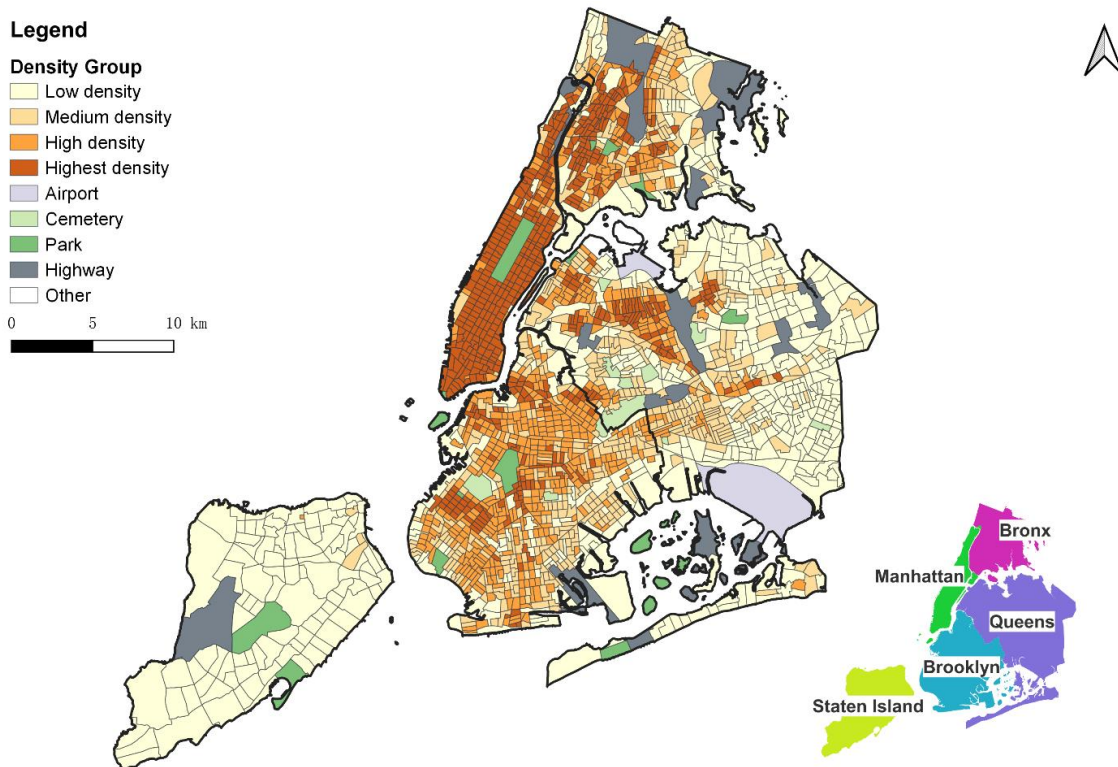 Legend
Density Group
Low density
Medium density
High density
Highest density
Airport
Cemetery
Park
Highway
Other
0 5 10 km
Bronx
Manhattan
Queens
Brooklyn
Staten Island